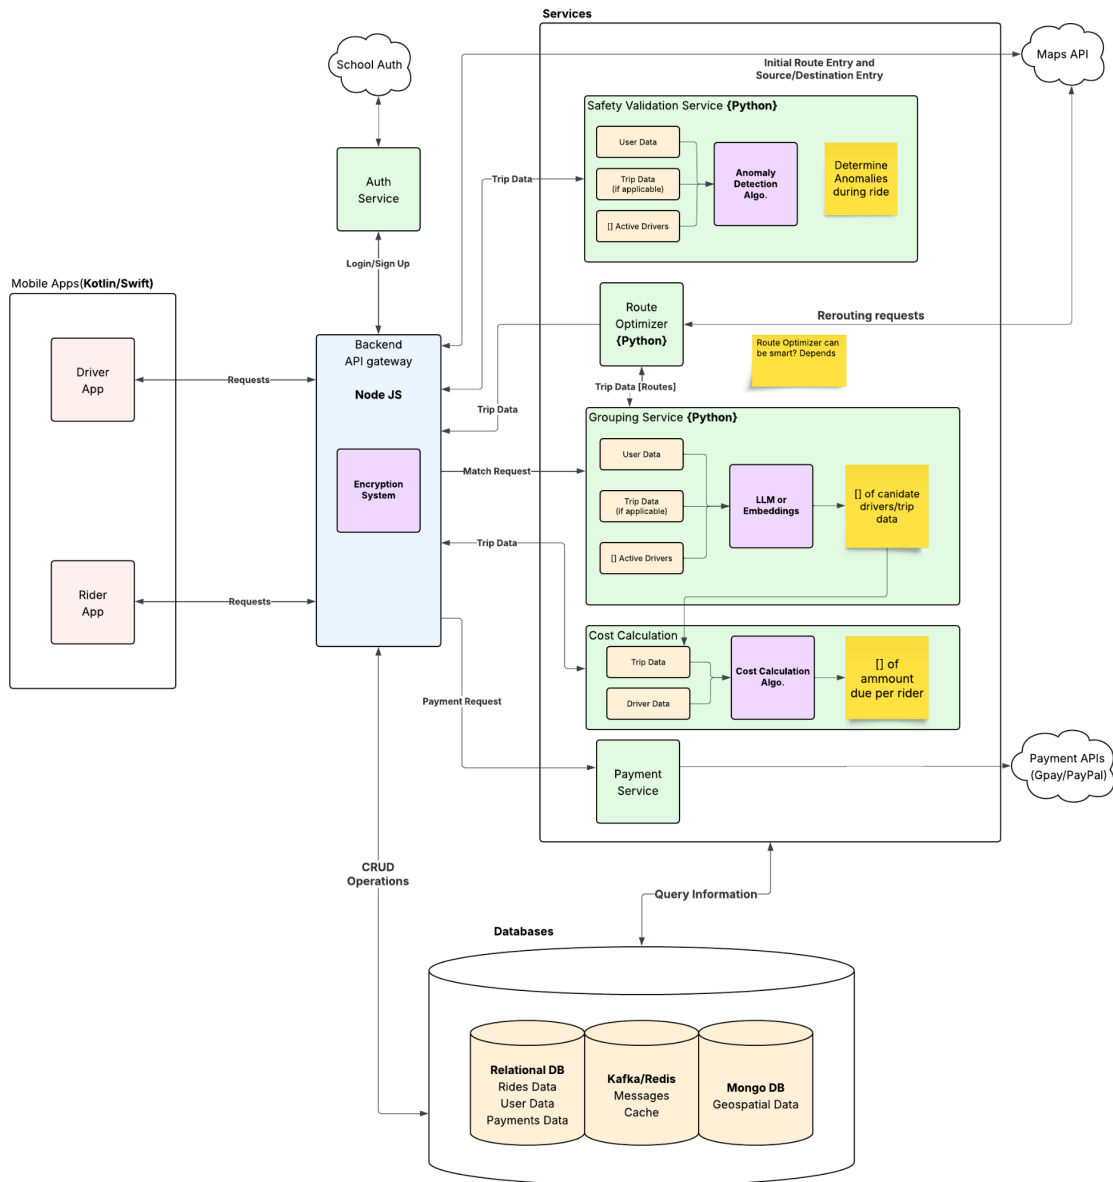 Services
School Auth
Maps API
Initial Route Entry and
Source/Destination Entry
Safety Validation Service {Python}
User Data
Trip Data
(if applicable)
[] Active Drivers
Anomaly
Detection
Algo.
Determine
Anomalies
during ride
Auth
Service
Trip Data
Login/Sign Up
Mobile Apps(Kotlin/Swift)
Driver
App
Requests
Rider
App
Requests
Backend
API gateway
Node JS
Encryption
System
Route
Optimizer
{Python}
Rerouting requests
Route Optimizer can
be smart? Depends
Trip Data [Routes]
Trip Data
Grouping Service {Python}
Match Request
User Data
Trip Data
(if applicable)
[] Active Drivers
LLM or
Embeddings
[] of canidate
drivers/trip
data
Trip Data
Cost Calculation
Trip Data
Driver Data
Cost Calculation
Algo.
[] of
ammount
due per rider
Payment Request
Payment
Service
Payment APIs
(Gpay/PayPal)
CRUD
Operations
Query Information
Databases
Relational DB
Rides Data
User Data
Payments Data
Kafka/Redis
Messages
Cache
Mongo DB
Geospatial Data